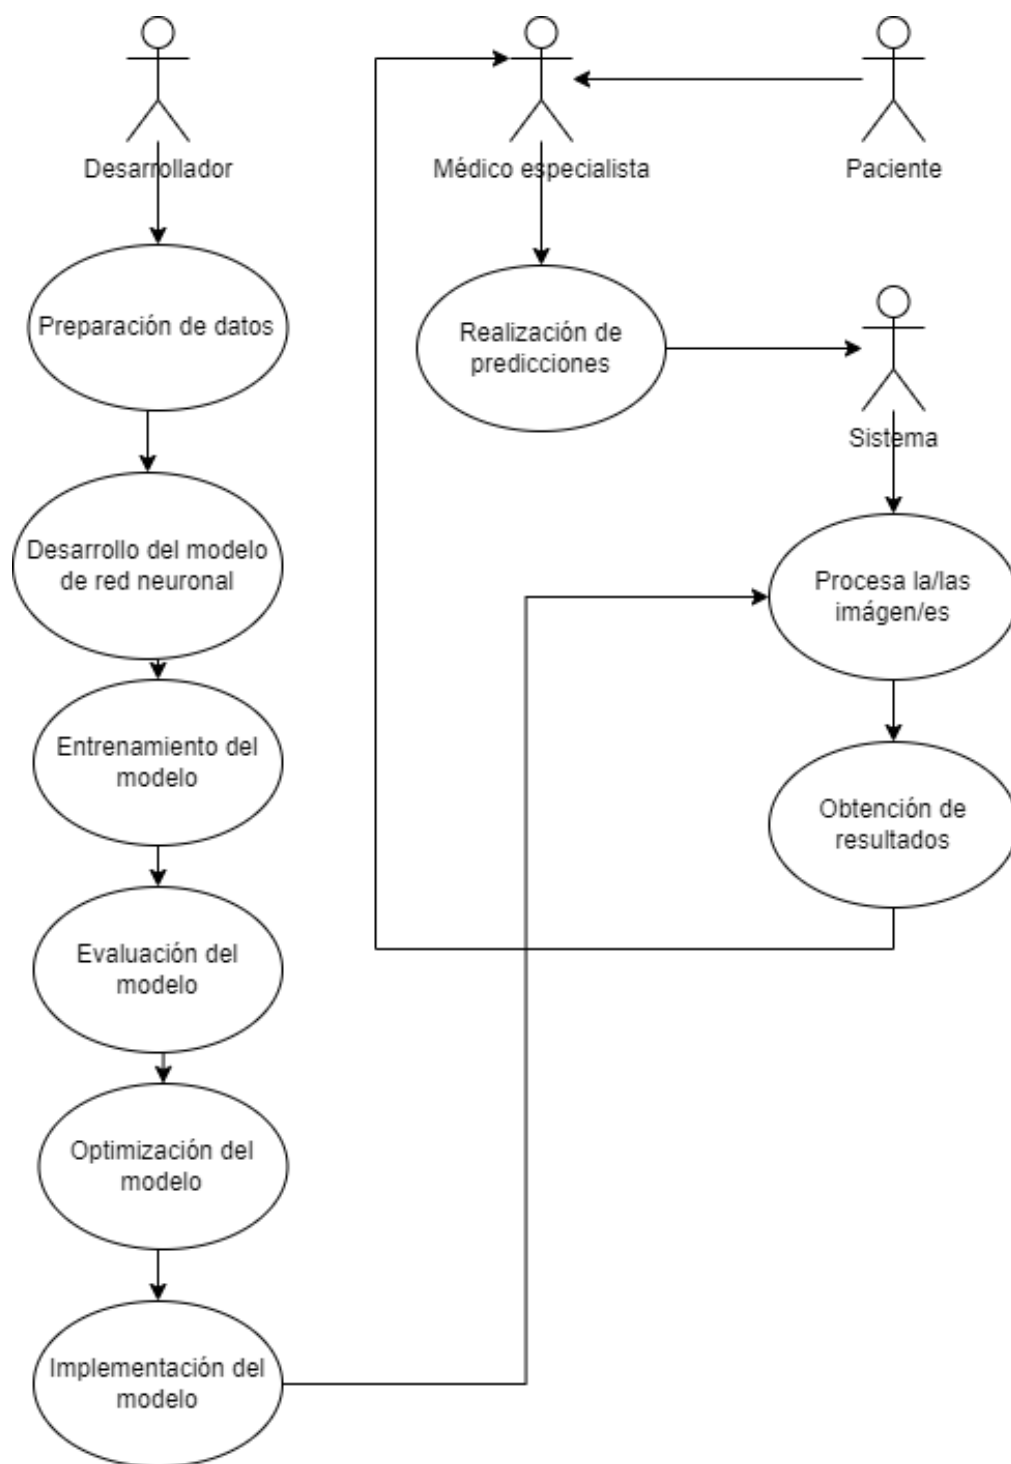 Desarrollador
Médico especialista
Paciente
Preparación de datos
Realización de
predicciones
Sistema
Desarrollo del modelo
de red neuronal
Procesa la/las
imágen/es
Entrenamiento del
modelo
Obtención de
resultados
Evaluación del
modelo
Optimización del
modelo
Implementación del
modelo